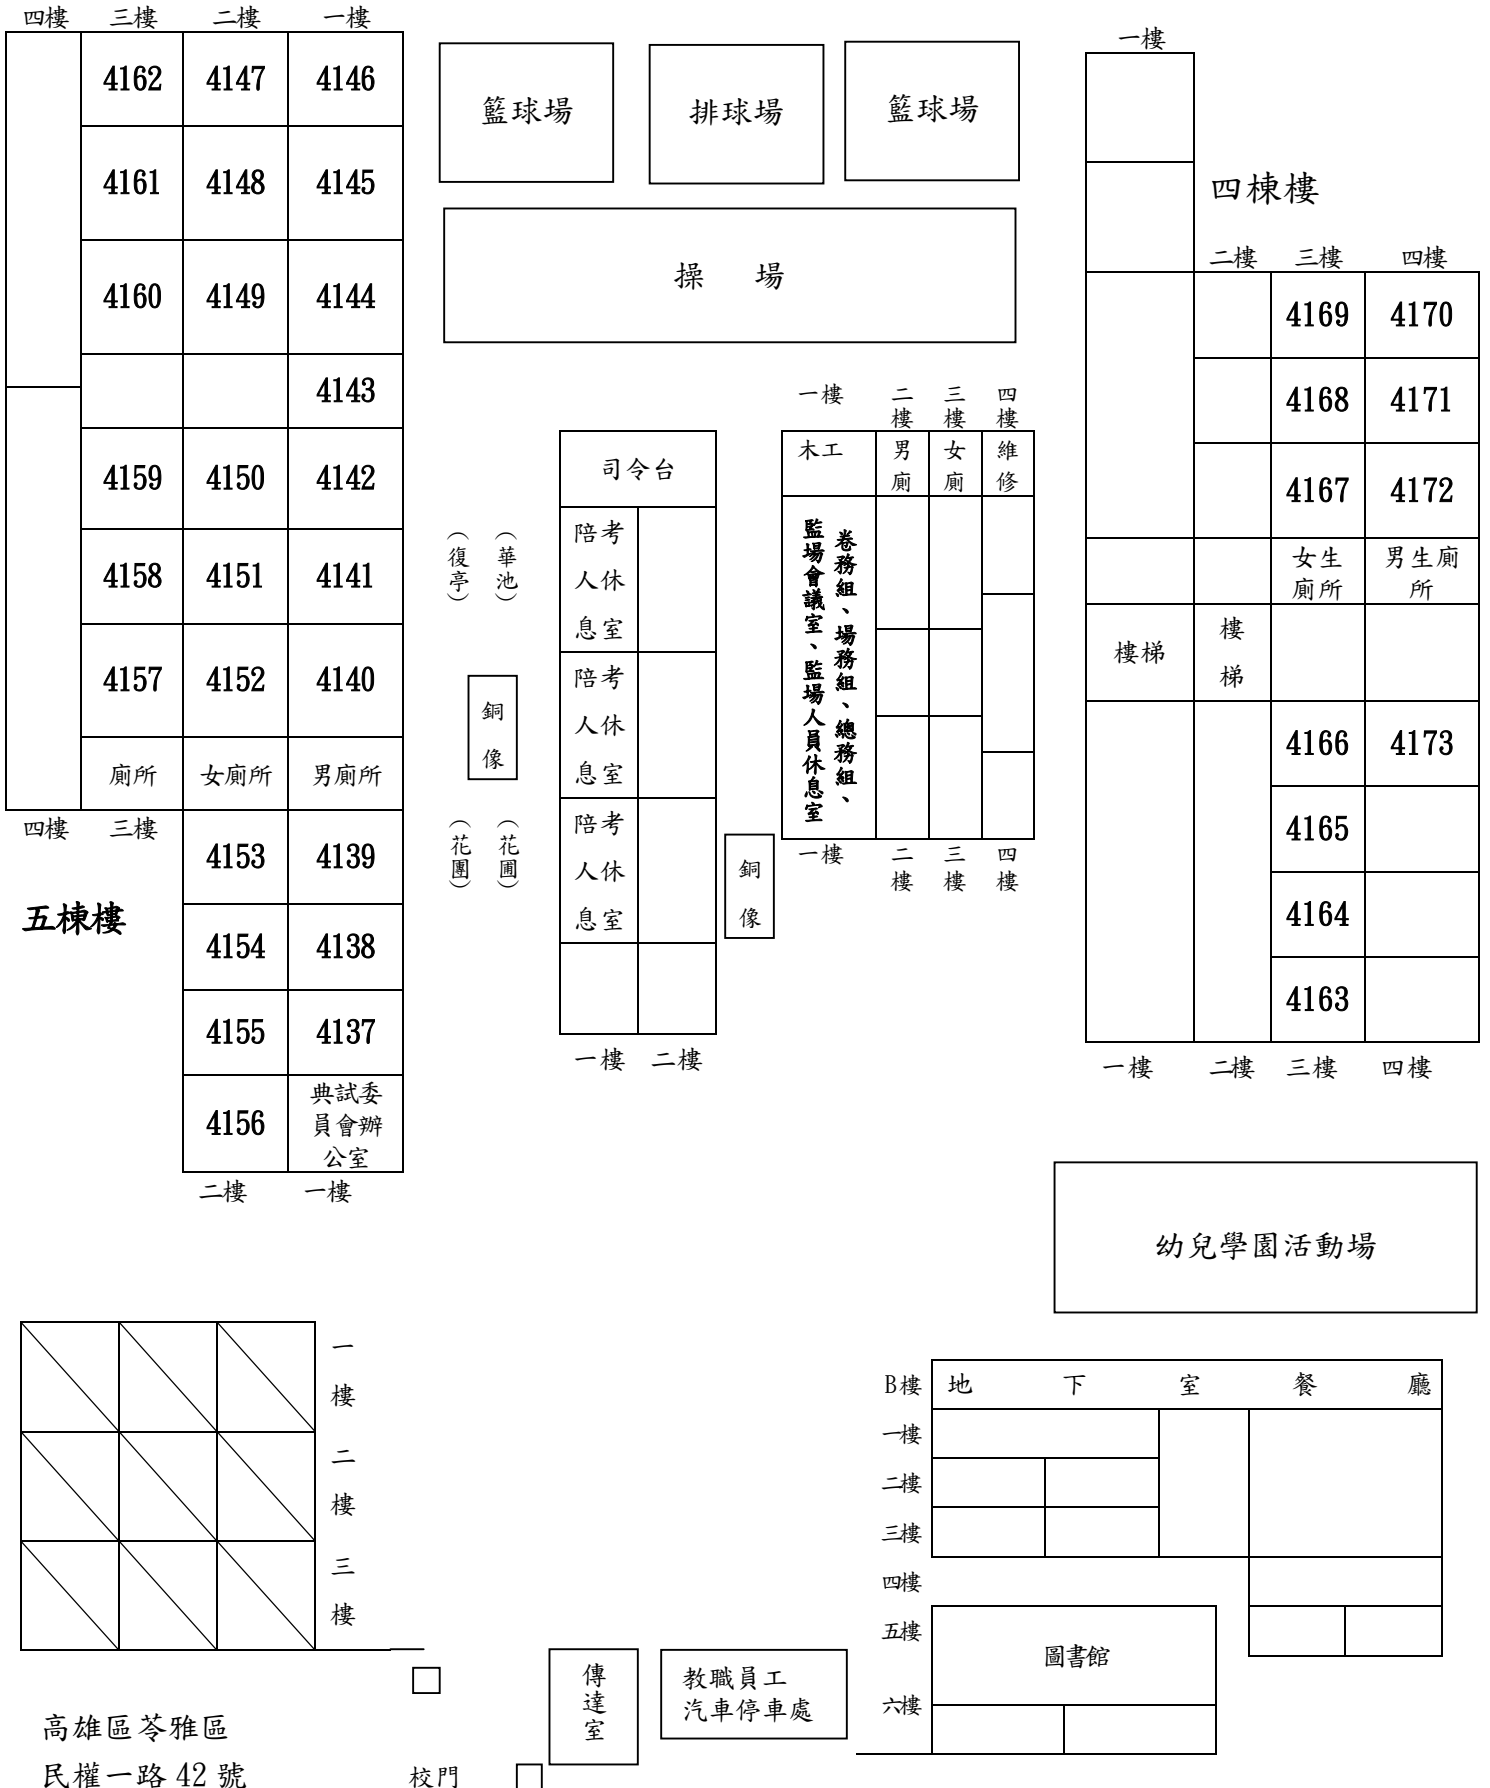 四樓 三樓 二樓 一樓
4162 4147 4146
4161 4148 4145
4160 4149 4144
4143
4159 4150 4142
4158 4151 4141
4157 4152 4140
廁所 女廁所 男廁所
四樓 三樓
4153 4139
4154 4138
4155 4137
4156
典試委
員會辦
公室
二樓 一樓
五棟樓
籃球場
排球場
籃球場
操 場
(復亭)
(華池)
銅
像
(花圃)
(花園)
司令台
陪考
人休
息室
陪考
人休
息室
陪考
人休
息室
一樓 二樓
銅
像
一樓
二樓
三樓
四樓
木工
男廁
女廁
維修
卷務組、場務組、總務組、
監場會議室、監場人員休息室
一樓
二樓
三樓
四樓
一樓
四棟樓
二樓 三樓 四樓
4169 4170
4168 4171
4167 4172
女生
廁所
男生廁
所
樓梯
樓
梯
4166 4173
4165
4164
4163
一樓 二樓 三樓 四樓
幼兒學園活動場
一樓
二樓
三樓
B樓 地 下 室 餐 廳
一樓
二樓
三樓
四樓
五樓
圖書館
六樓
傳達室
教職員工
汽車停車處
高雄區苓雅區
民權一路 42 號
校門